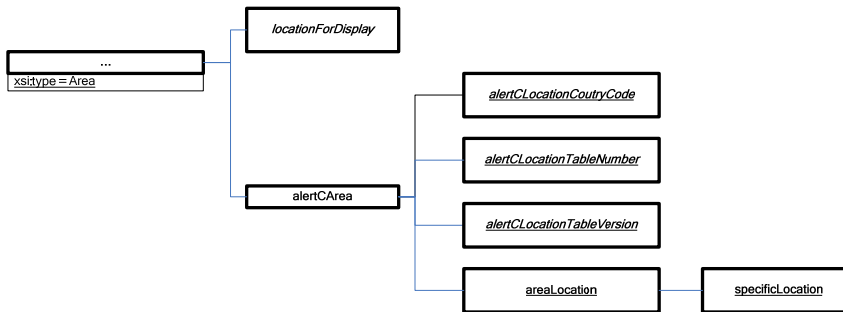 locationForDisplay
...
xsi:type = Area
alertCLocationCoutryCode
alertCLocationTableNumber
alertCArea
alertCLocationTableVersion
areaLocation
specificLocation